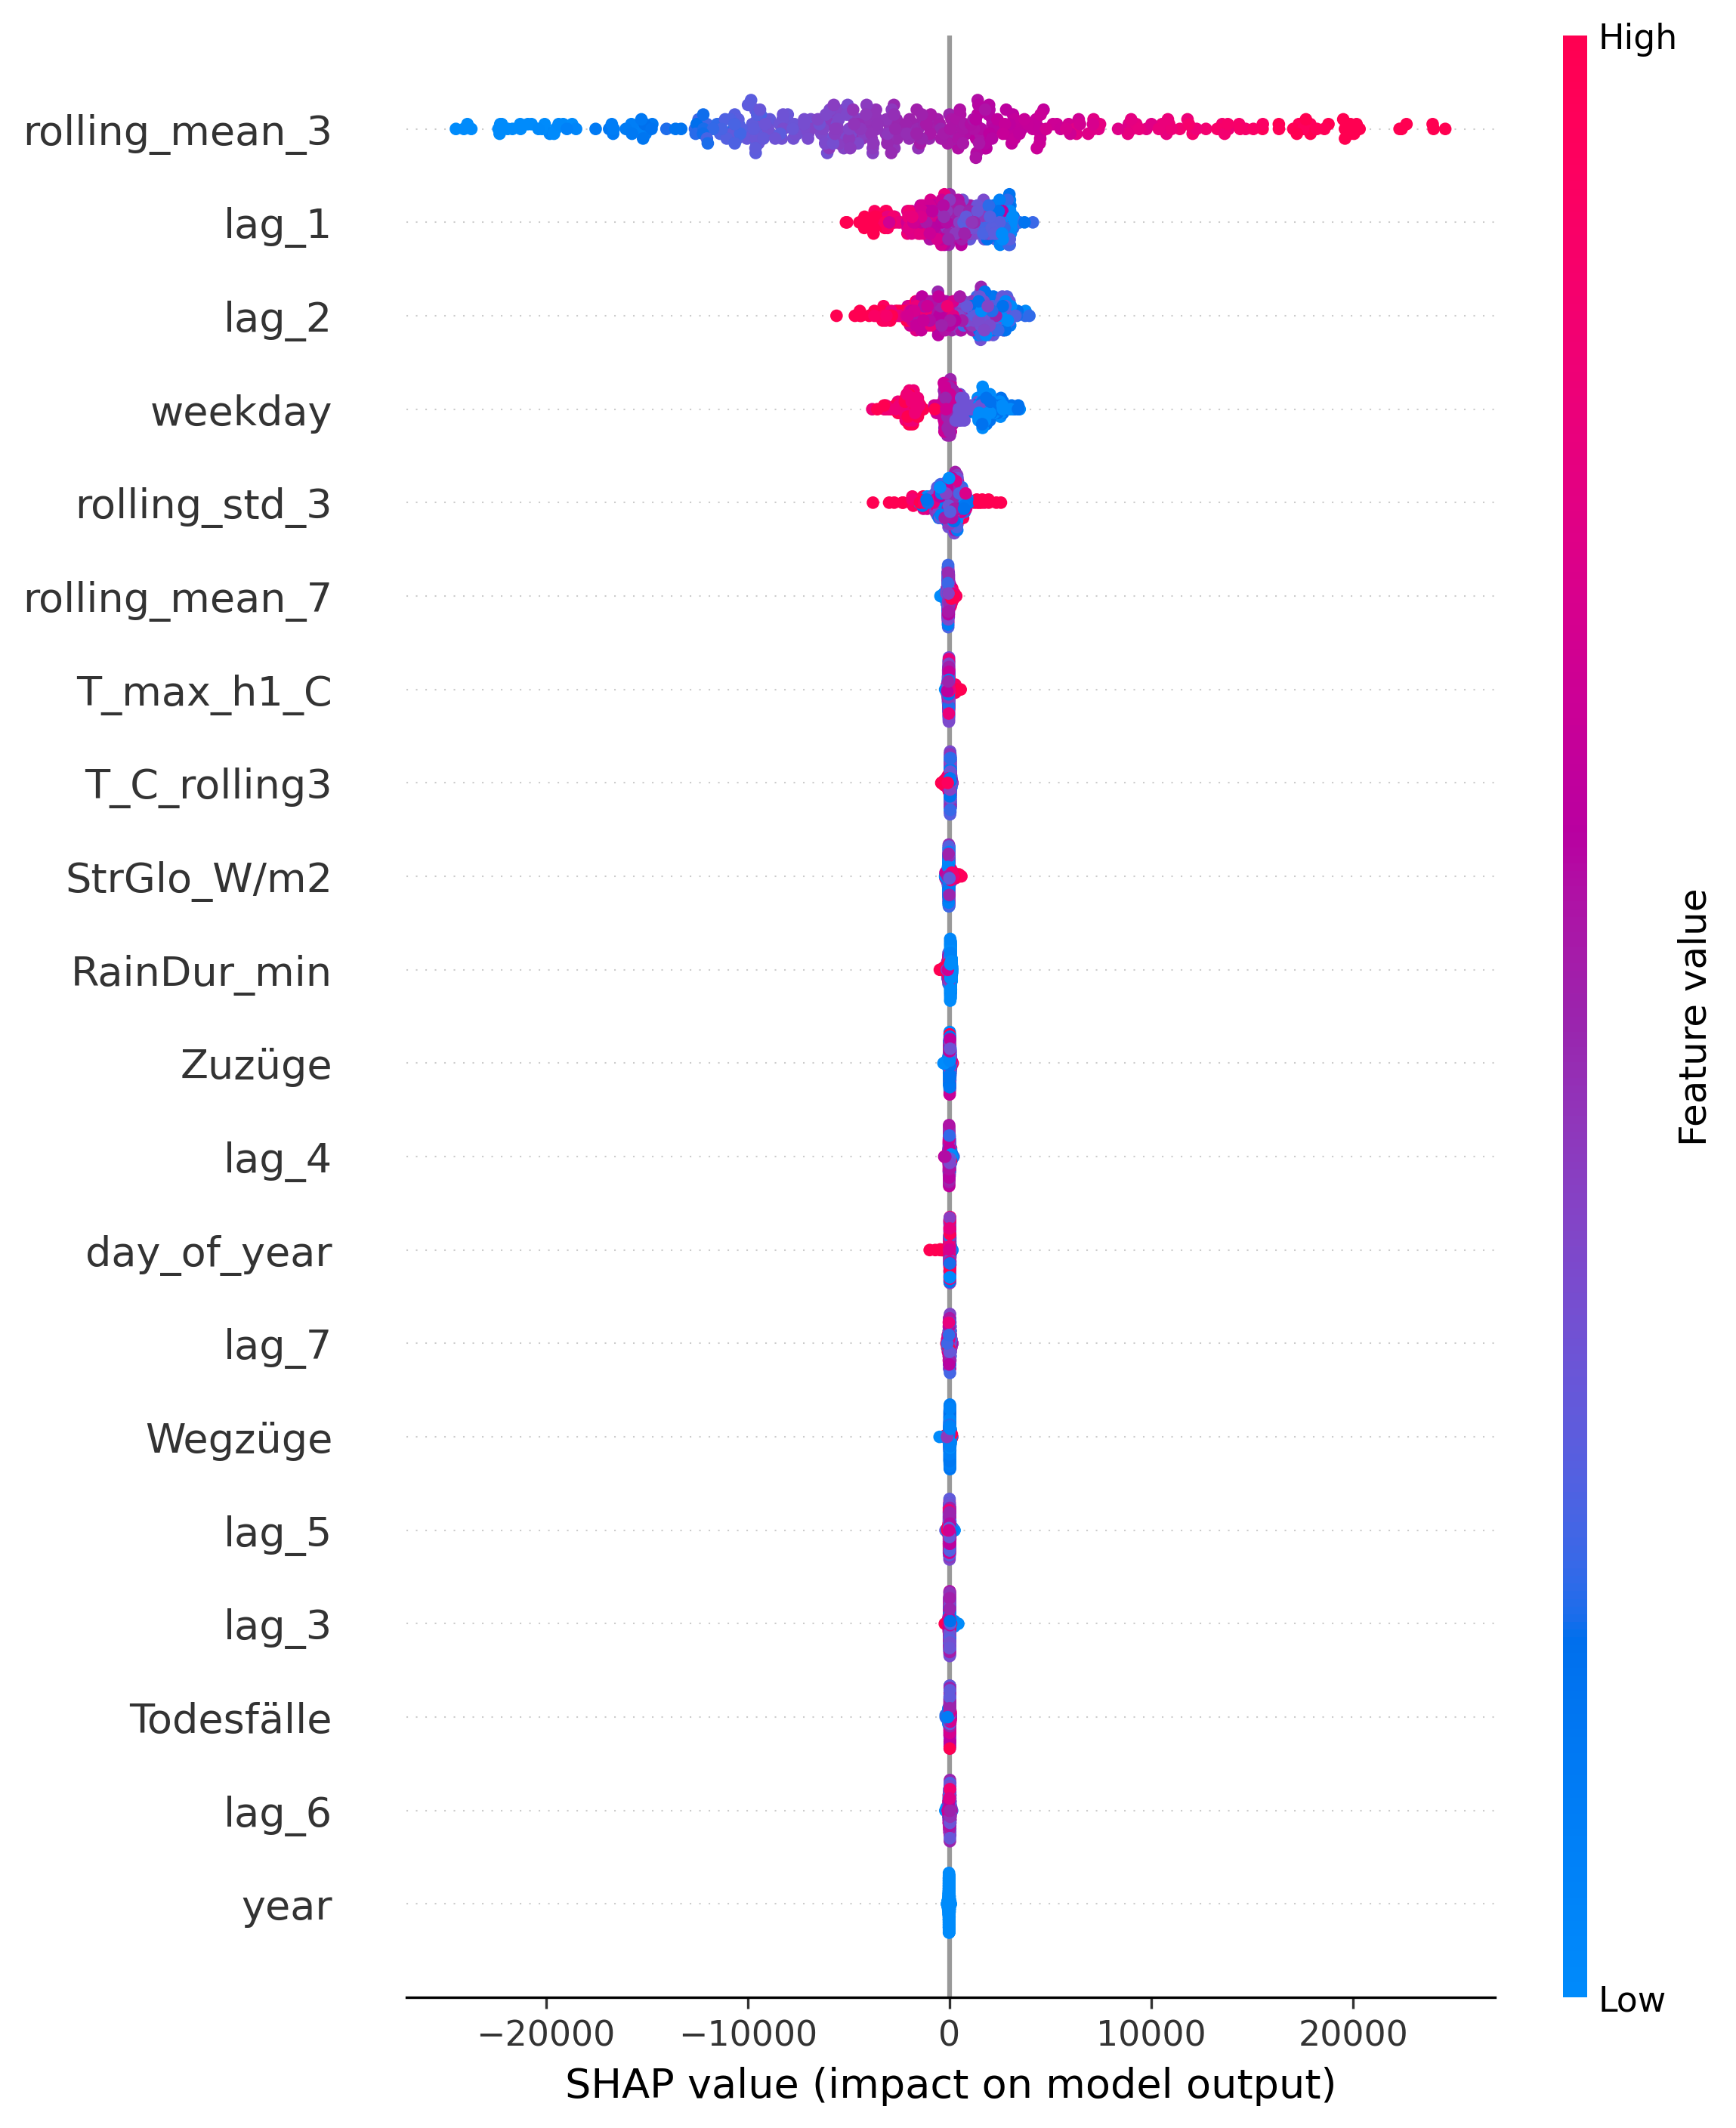 High
rolling_mean_3
lag_1
lag_2
weekday
rolling_std_3
rolling_mean_7
T_max_h1_C
T_C_rolling3
StrGlo_W/m2
RainDur_min
Zuzüge
lag_4
day_of_year
lag_7
Wegzüge
lag_5
lag_3
Todesfälle
lag_6
year
Feature value
Low
−20000 −10000 0 10000 20000
SHAP value (impact on model output)